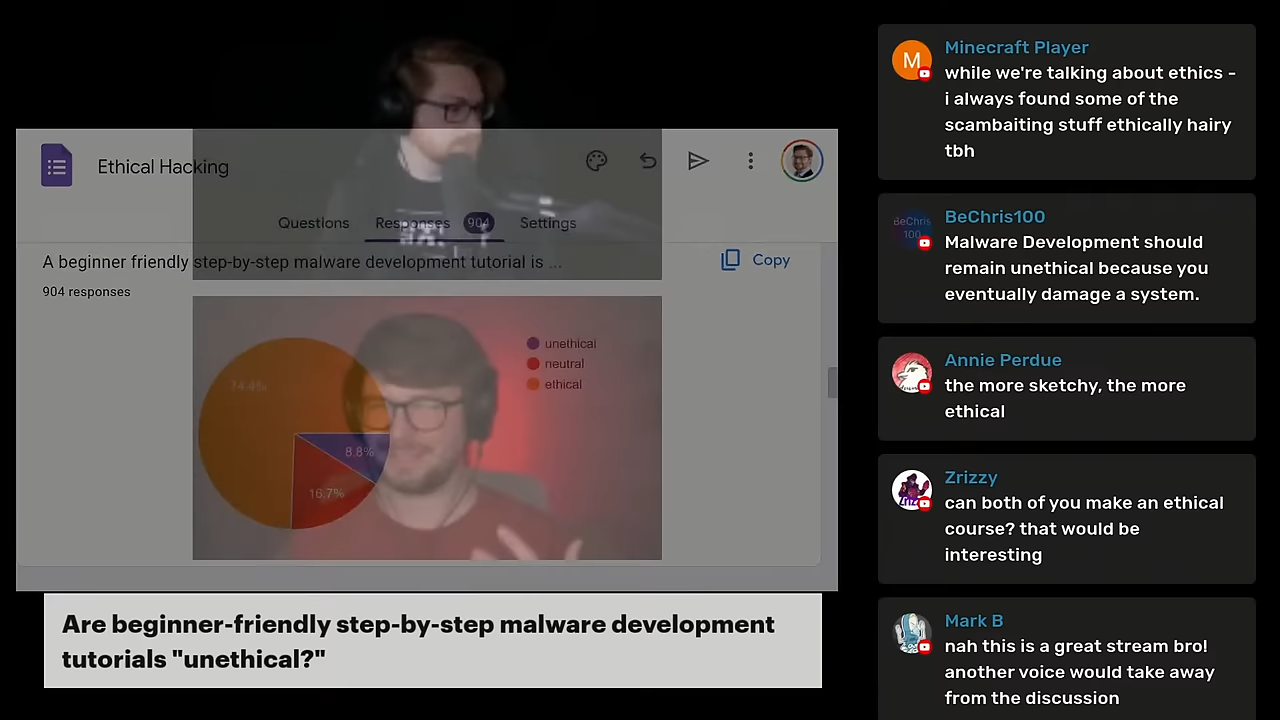 Ethical Hacking
Questions
Responses
904
Settings
A beginner friendly step-by-step malware development tutorial is ...
Copy
904 responses
unethical
neutral
ethical
8.8%
16.7%
Are beginner-friendly step-by-step malware development
tutorials "unethical?"
M
Minecraft Player
while we're talking about ethics -
i always found some of the
scambaiting stuff ethically hairy
tbh
BeChris
100
BeChris100
Malware Development should
remain unethical because you
eventually damage a system.
Annie Perdue
the more sketchy, the more
ethical
Zrizzy
can both of you make an ethical
course? that would be
interesting
Mark B
nah this is a great stream bro!
another voice would take away
from the discussion